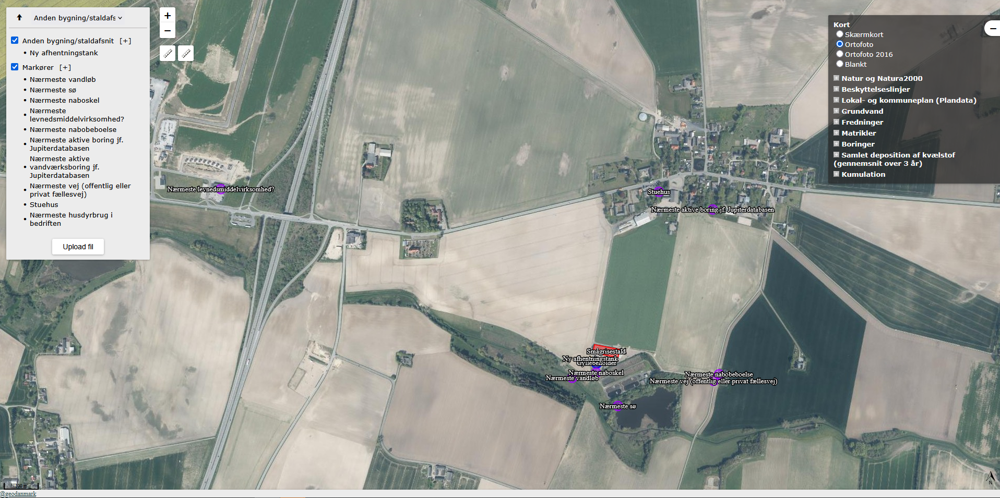 Anden bygning/staldafs
Anden bygning/staldafsnit [+]
Ny afhentningstank
Markører [+]
Nærmeste vandløb
Nærmeste sø
Nærmeste naboskel
Nærmeste
levnedsmiddelvirksomhed?
Nærmeste nabobeboelse
Nærmeste aktive boring jf.
Jupiterdatabasen
Nærmeste aktive
vandværksboring jf.
Jupiterdatabasen
Nærmeste vej (offentlig eller
privat fællesvej)
Stuehus
Nærmeste husdyrbrug i
bedriften
Upload fil
+
−
Kort
Skærmkort
Ortofoto
Ortofoto 2016
Blankt
Natur og Natura2000
Beskyttelseslinjer
Lokal- og kommuneplan (Plandata)
Grundvand
Fredninger
Matrikler
Boringer
Samlet deposition af kvælstof
(gennemsnit over 3 år)
Kumulation
−
Nærmeste levnedsmiddelvirksomhed?
Stuehus
Nærmeste aktive boring jf. Jupiterdatabasen
Smågrisestald
Ny afhentningstank
Gyllebeholder
Nærmeste naboskel
Nærmeste vandløb
Nærmeste nabobeboelse
Nærmeste vej (offentlig eller privat fællesvej)
Nærmeste sø
100 m
N
@geodanmark